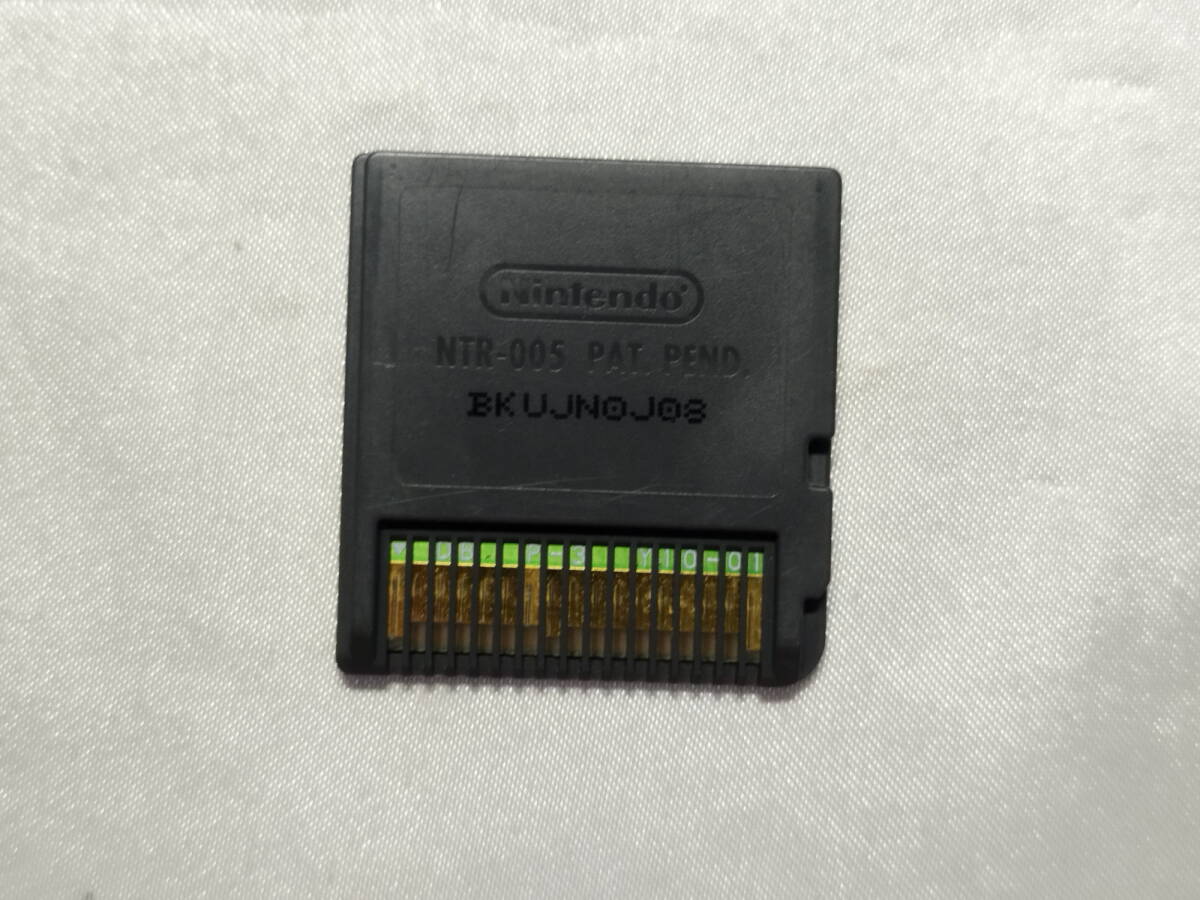 Nintendo®
NTR-005 PAT. PEND.
BKUJN0J08